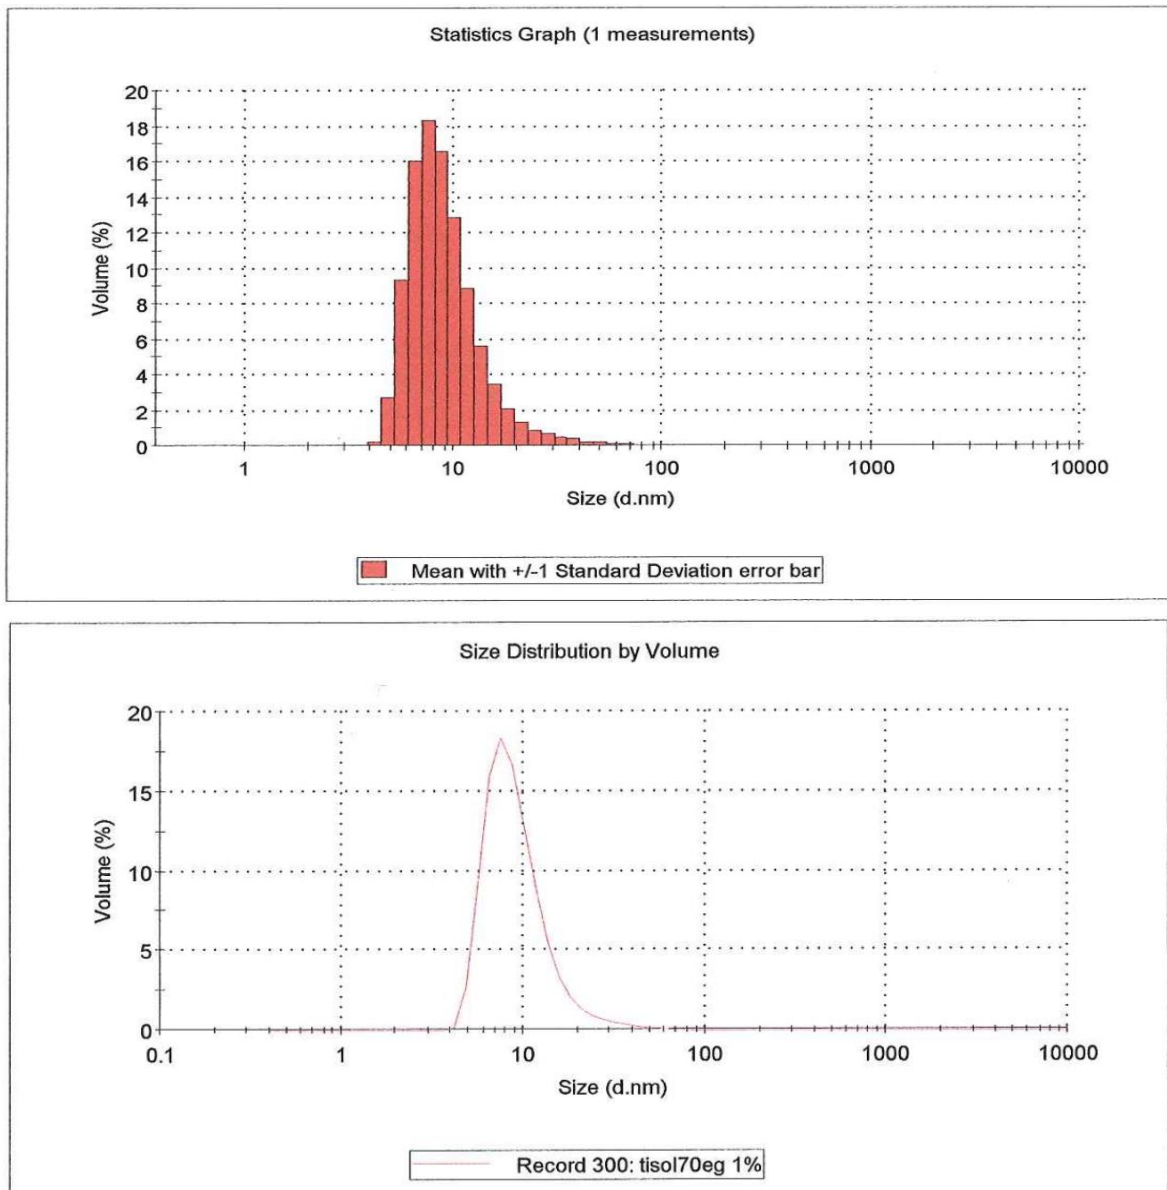 Statistics Graph (1 measurements)
20
18
16
14
12
10
8
6
4
2
0
Volume (%)
1 10 100 1000 10000
Size (d.nm)
Mean with +/-1 Standard Deviation error bar
Size Distribution by Volume
20
15
10
5
0
Volume (%)
0.1 1 10 100 1000 10000
Size (d.nm)
Record 300: tisol70eg 1%